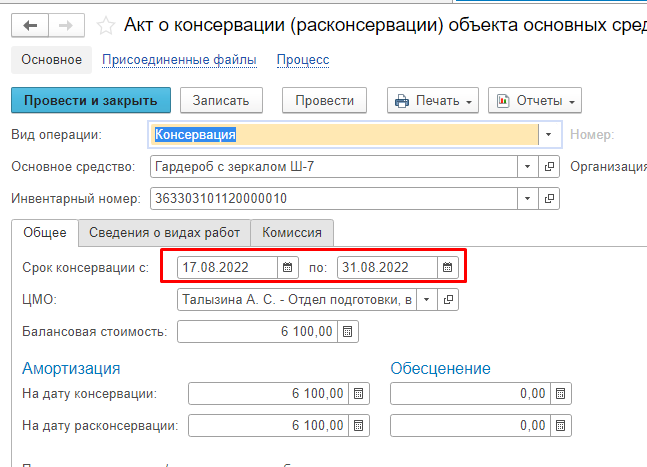 Акт о консервации (расконсервации) объекта основных сред
Основное Присоединенные файлы Процесс
Провести и закрыть Записать Провести Печать Отчеты
Вид операции: Консервация Номер:
Основное средство: Гардероб с зеркалом Ш-7 Организация
Инвентарный номер: 363303101120000010
Общее Сведения о видах работ Комиссия
Срок консервации с: 17.08.2022 по: 31.08.2022
ЦМО: Талызина А. С. - Отдел подготовки, в
Балансовая стоимость: 6 100,00
Амортизация Обесценение
На дату консервации: 6 100,00 0,00
На дату расконсервации: 6 100,00 0,00